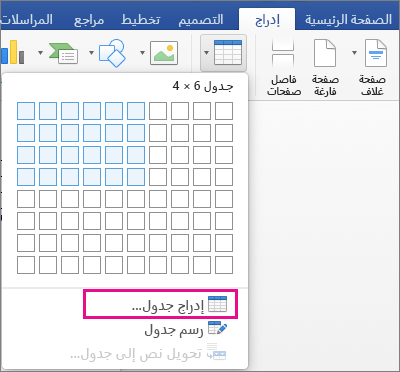 الصفحة الرئيسية إدراج التصميم تخطيط مراجع المراسلات
صفحة غلاف
صفحة فارغة
فاصل صفحات
جدول 6 × 4
إدراج جدول...
رسم جدول
تحويل نص إلى جدول...